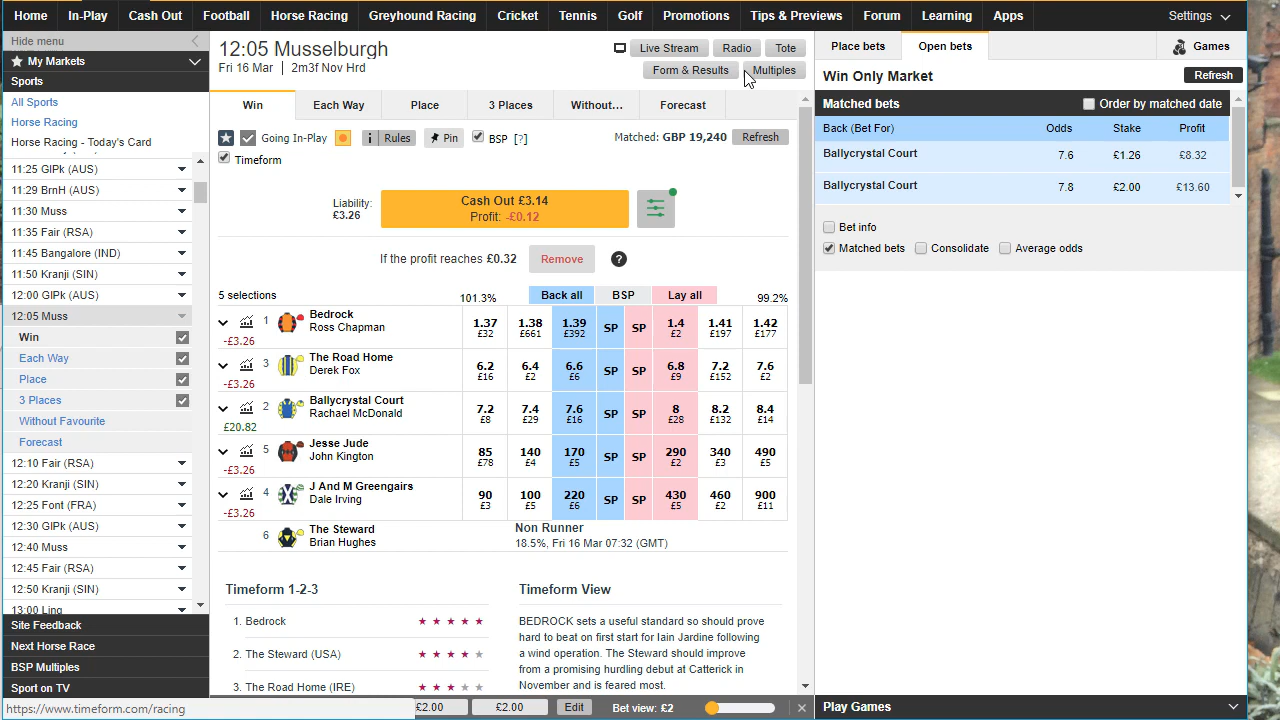 Home In-Play Cash Out Football Horse Racing Greyhound Racing Cricket Tennis Golf Promotions Tips & Previews Forum Learning Apps Settings
Hide menu
My Markets
Sports
All Sports
Horse Racing
Horse Racing - Today's Card
11:25 GlPk (AUS)
11:29 BrnH (AUS)
11:30 Muss
11:35 Fair (RSA)
11:45 Bangalore (IND)
11:50 Kranji (SIN)
12:00 GlPk (AUS)
12:05 Muss
Win
Each Way
Place
3 Places
Without Favourite
Forecast
12:10 Fair (RSA)
12:20 Kranji (SIN)
12:25 Font (FRA)
12:30 GlPk (AUS)
12:40 Muss
12:45 Fair (RSA)
12:50 Kranji (SIN)
13:00 Ling
Site Feedback
Next Horse Race
BSP Multiples
Sport on TV
https://www.timeform.com/racing
12:05 Musselburgh
Fri 16 Mar | 2m3f Nov Hrd
Live Stream Radio Tote
Form & Results Multiples
Win Each Way Place 3 Places Without... Forecast
Going In-Play i Rules Pin BSP [?] Matched: GBP 19,240 Refresh
Timeform
Liability:
£3.26
Cash Out £3.14
Profit: -£0.12
If the profit reaches £0.32 Remove ?
5 selections 101.3% Back all BSP Lay all 99.2%
1 Bedrock
Ross Chapman
-£3.26
1.37 1.38 1.39 SP SP 1.4 1.41 1.42
£32 £661 £392 £2 £197 £177
3 The Road Home
Derek Fox
-£3.26
6.2 6.4 6.6 SP SP 6.8 7.2 7.6
£16 £2 £6 £9 £152 £2
2 Ballycrystal Court
Rachael McDonald
£20.82
7.2 7.4 7.6 SP SP 8 8.2 8.4
£8 £29 £16 £28 £132 £14
5 Jesse Jude
John Kington
-£3.26
85 140 170 SP SP 290 340 490
£78 £4 £5 £2 £3 £5
4 J And M Greengairs
Dale Irving
-£3.26
90 100 220 SP SP 430 460 900
£3 £5 £6 £5 £2 £11
6 The Steward
Brian Hughes
Non Runner
18.5%, Fri 16 Mar 07:32 (GMT)
Timeform 1-2-3
1. Bedrock
2. The Steward (USA)
3. The Road Home (IRE)
Timeform View
BEDROCK sets a useful standard so should prove
hard to beat on first start for Iain Jardine following
a wind operation. The Steward should improve
from a promising hurdling debut at Catterick in
November and is feared most.
£2.00 £2.00 Edit Bet view: £2
Place bets Open bets Games
Win Only Market Refresh
Matched bets Order by matched date
Back (Bet For) Odds Stake Profit
Ballycrystal Court 7.6 £1.26 £8.32
Ballycrystal Court 7.8 £2.00 £13.60
Bet info
Matched bets Consolidate Average odds
Play Games